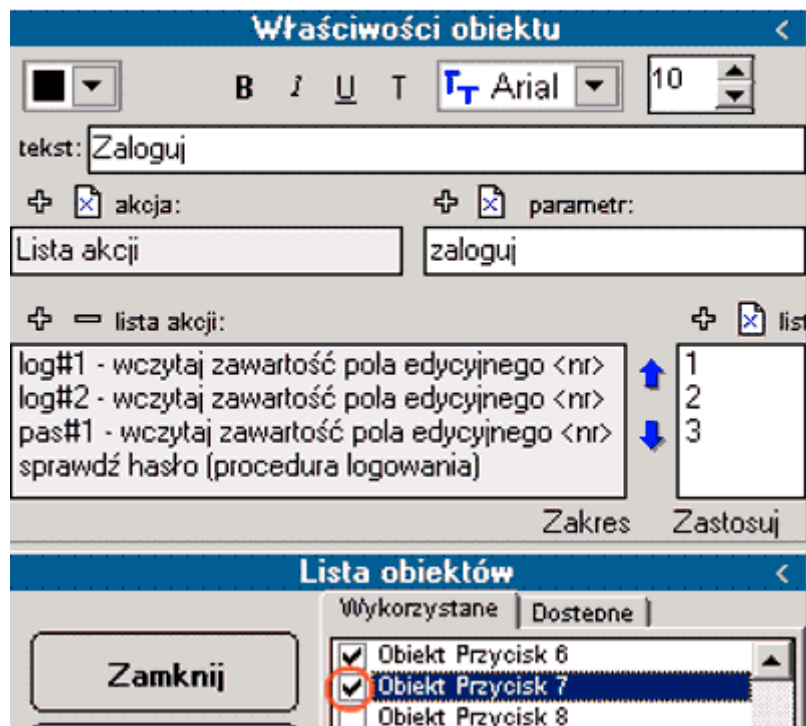 Właściwości obiektu <
B I U T Arial 10
tekst: Zaloguj
akcja: parametr:
Lista akcji zaloguj
lista akcji: list
log#1 - wczytaj zawartość pola edycyjnego <nr> 1
log#2 - wczytaj zawartość pola edycyjnego <nr> 2
pas#1 - wczytaj zawartość pola edycyjnego <nr> 3
sprawdź hasło (procedura logowania)
Zakres Zastosuj
Lista obiektów <
Wykorzystane Dostępne
Obiekt Przycisk 6
Zamknij
Obiekt Przycisk 7
Obiekt Przycisk 8